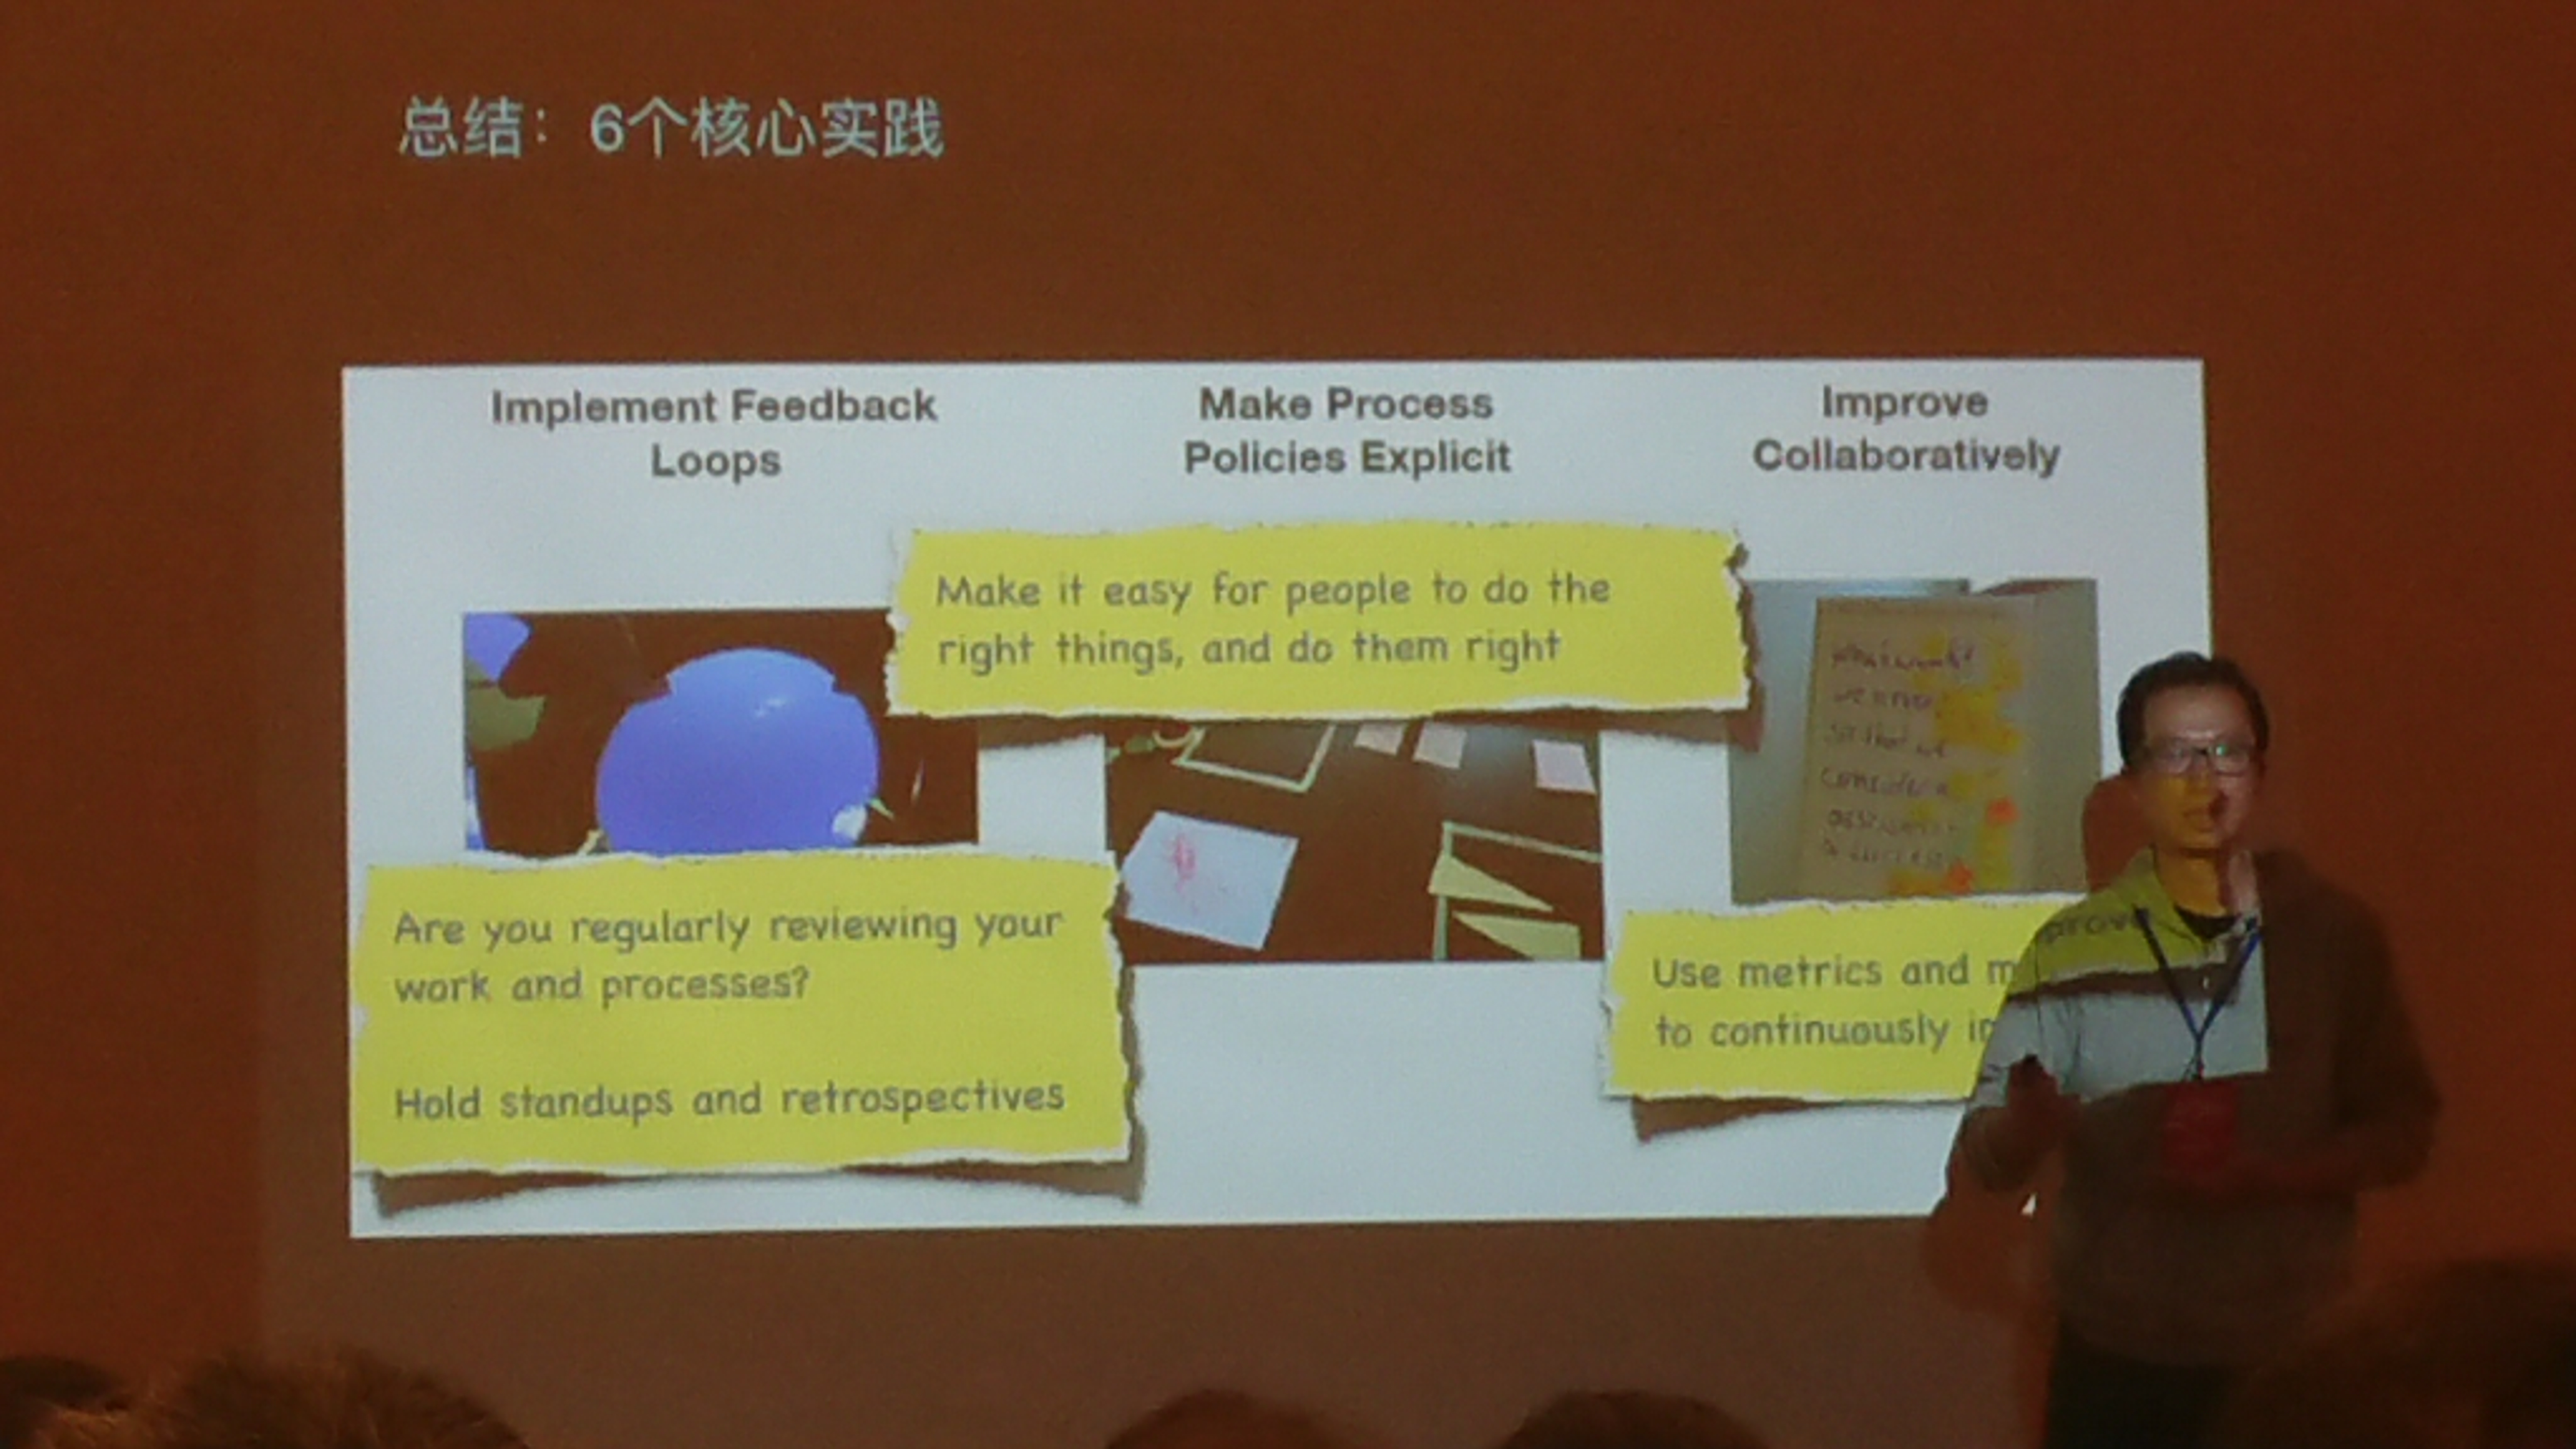 总结：6个核心实践
Implement Feedback
Loops
Make Process
Policies Explicit
Improve
Collaboratively
Make it easy for people to do the
right things, and do them right
Are you regularly reviewing your
work and processes?
Hold standups and retrospectives
Use metrics and
to continuously